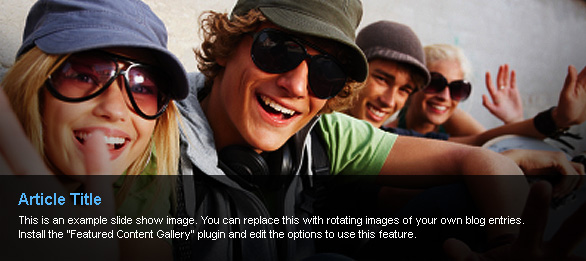 Article Title
This is an example slide show image. You can replace this with rotating images of your own blog entries.
Install the "Featured Content Gallery" plugin and edit the options to use this feature.